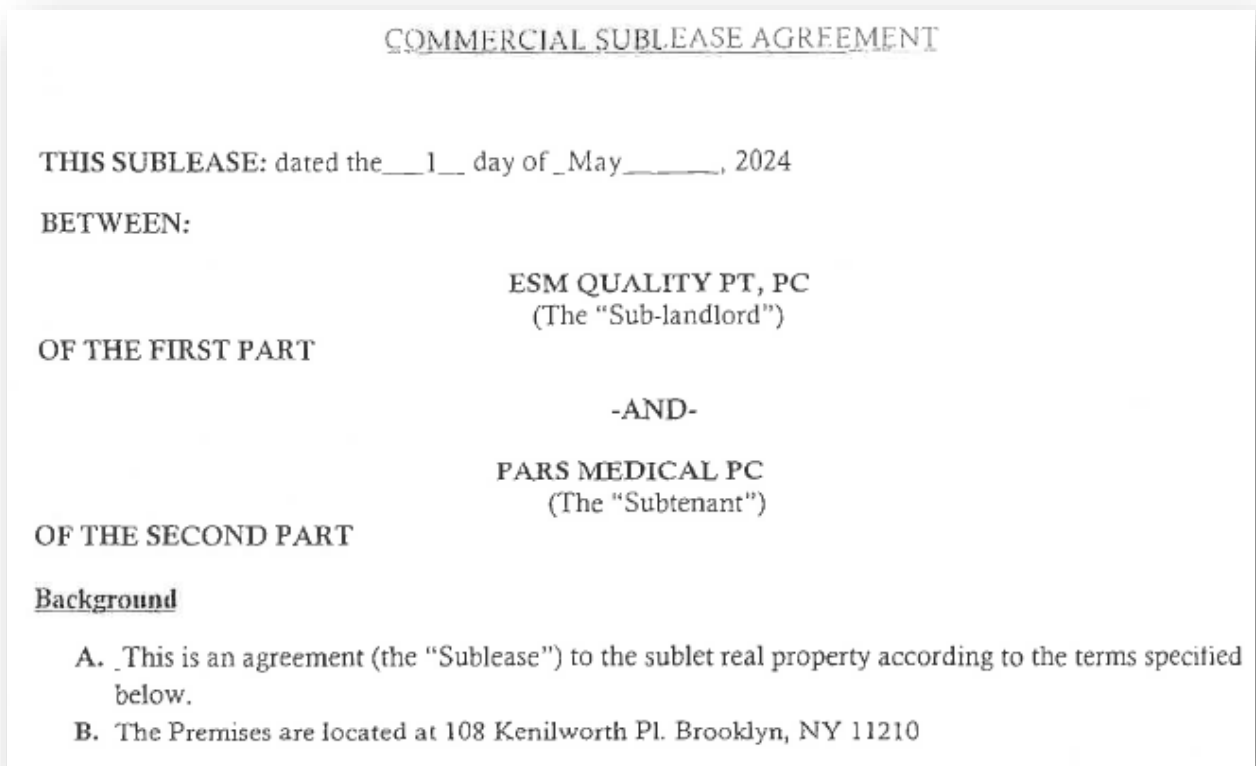 COMMERCIAL SUBLEASE AGREEMENT
THIS SUBLEASE: dated the___1__ day of _May_______, 2024
BETWEEN:
ESM QUALITY PT, PC
(The “Sub-landlord”)
OF THE FIRST PART
-AND-
PARS MEDICAL PC
(The “Subtenant”)
OF THE SECOND PART
Background
A. _This is an agreement (the “Sublease”) to the sublet real property according to the terms specified
below.
B. The Premises are located at 108 Kenilworth Pl. Brooklyn, NY 11210